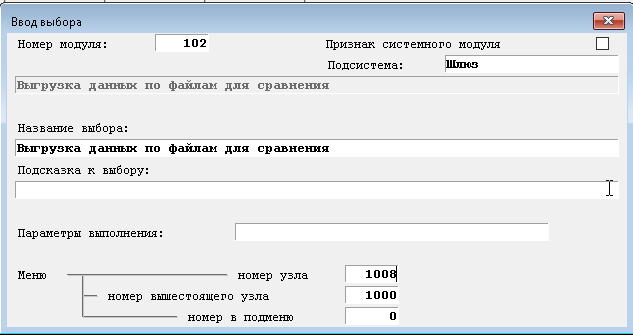 Ввод выбора
Номер модуля: 102 Признак системного модуля
Подсистема: Шлюз
Выгрузка данных по файлам для сравнения
Название выбора:
Выгрузка данных по файлам для сравнения
Подсказка к выбору:
Параметры выполнения:
Меню номер узла 1008
номер вышестоящего узла 1000
номер в подменю 0